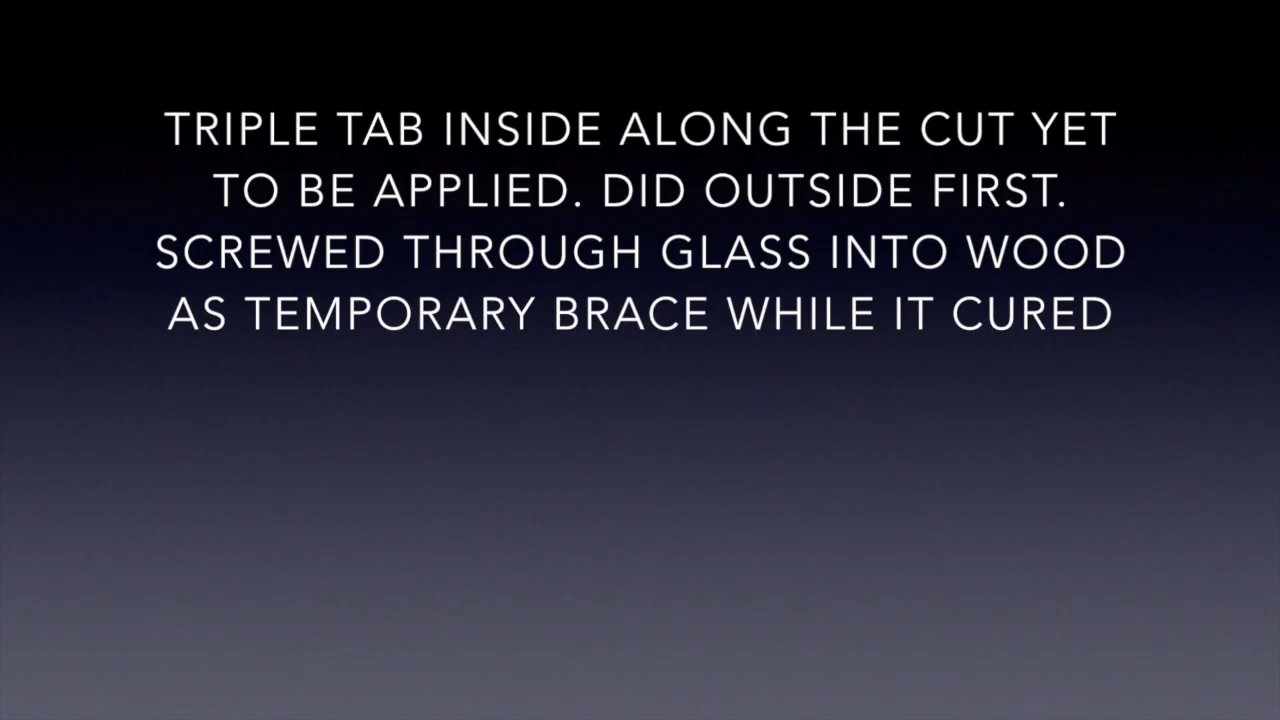 TRIPLE TAB INSIDE ALONG THE CUT YET
TO BE APPLIED. DID OUTSIDE FIRST.
SCREWED THROUGH GLASS INTO WOOD
AS TEMPORARY BRACE WHILE IT CURED